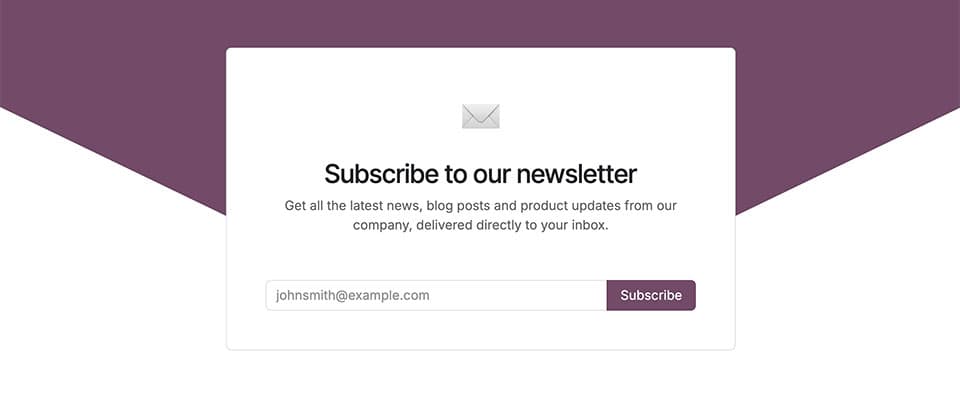 Subscribe to our newsletter
Get all the latest news, blog posts and product updates from our
company, delivered directly to your inbox.
johnsmith@example.com
Subscribe